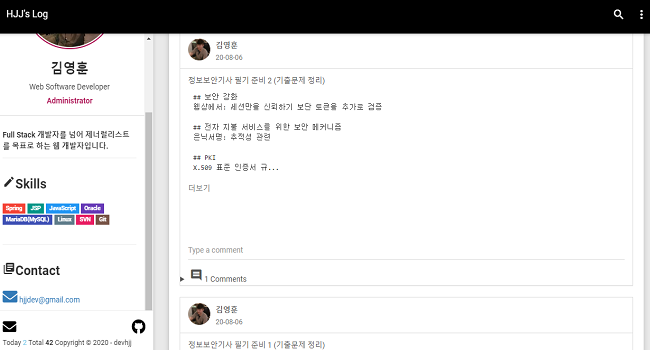 HJJ's Log
김영훈
Web Software Developer
Administrator
Full Stack 개발자를 넘어 제너럴리스트
를 목표로 하는 웹 개발자입니다.
Skills
Spring JSP JavaScript Oracle
MariaDB(MySQL) Linux SVN Git
Contact
hjjdev@gmail.com
Today 2 Total 42 Copyright © 2020 - devhjj
김영훈
20-08-06
정보보안기사 필기 준비 2 (기출문제 정리)
## 보안 강화
웹상에서: 세션만을 신뢰하기 보단 토큰을 추가로 검증
## 전자 지불 서비스를 위한 보안 메커니즘
은닉서명: 추적성 관련
## PKI
X.509 표준 인증서 규...
더보기
Type a comment
1 Comments
김영훈
20-08-06
정보보안기사 필기 준비 1 (기출문제 정리)